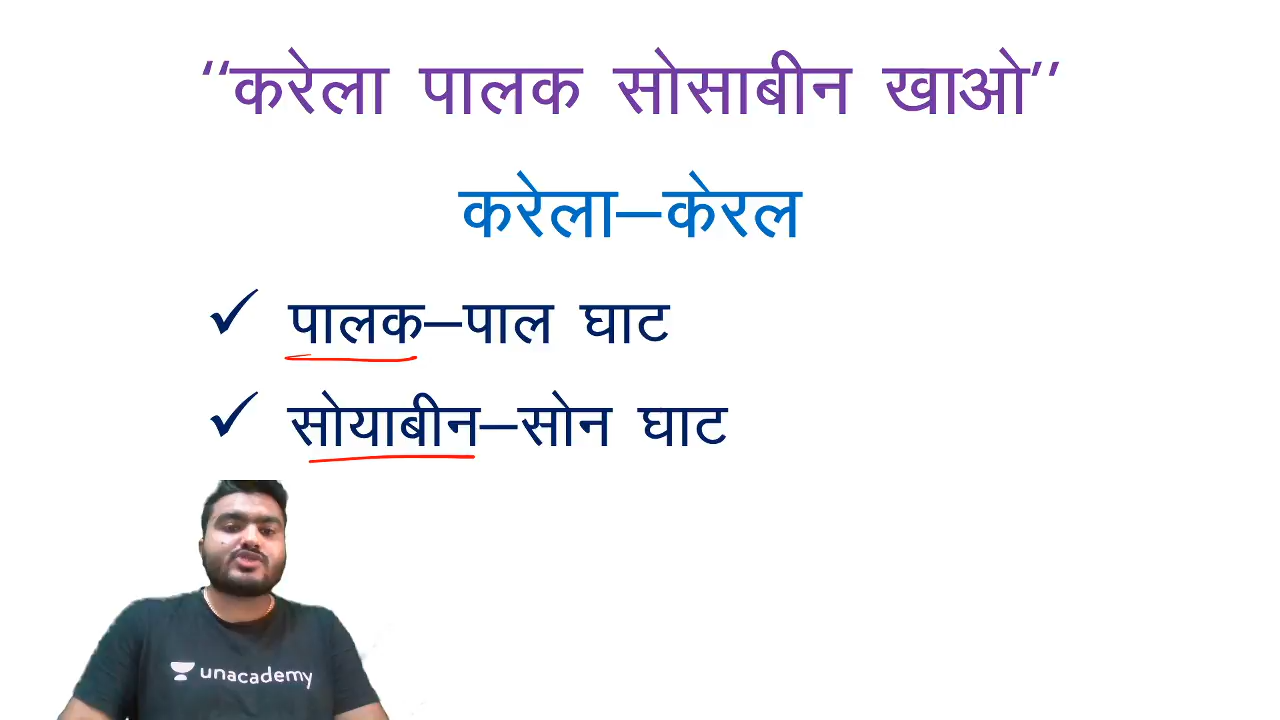 ‘‘करेला पालक सोसाबीन खाओ’’
करेला–केरल
✓ पालक–पाल घाट
✓ सोयाबीन–सोन घाट
unacademy